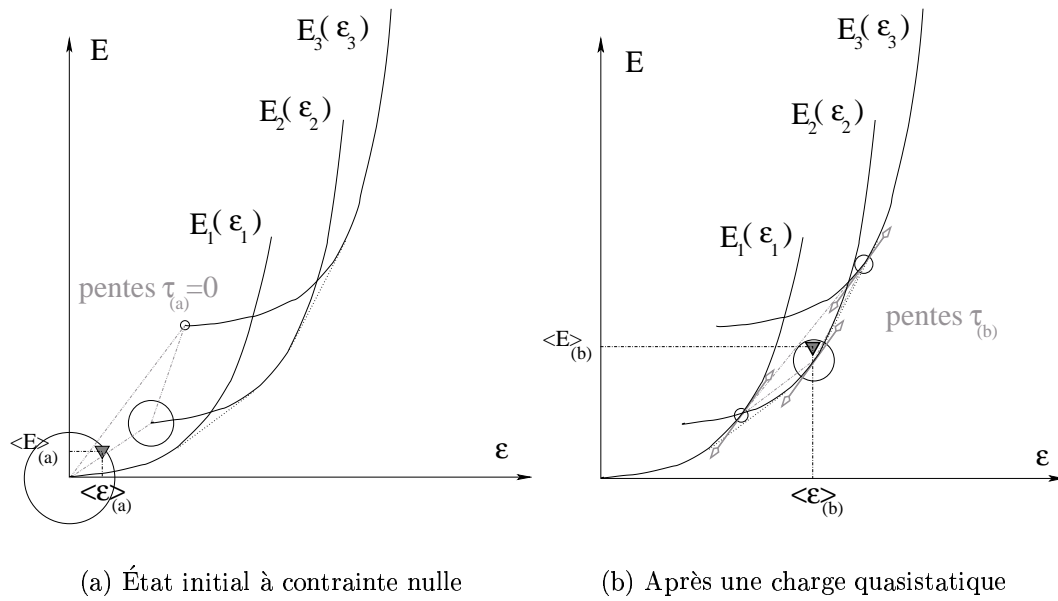 E
E₃(ε₃)
E₂(ε₂)
E₁(ε₁)
pentes τ₍ₐ₎=0
<E>₍ₐ₎
<ε>₍ₐ₎
ε
(a) État initial à contrainte nulle
E
E₃(ε₃)
E₂(ε₂)
E₁(ε₁)
pentes τ(b)
<E>(b)
<ε>(b)
ε
(b) Après une charge quasistatique